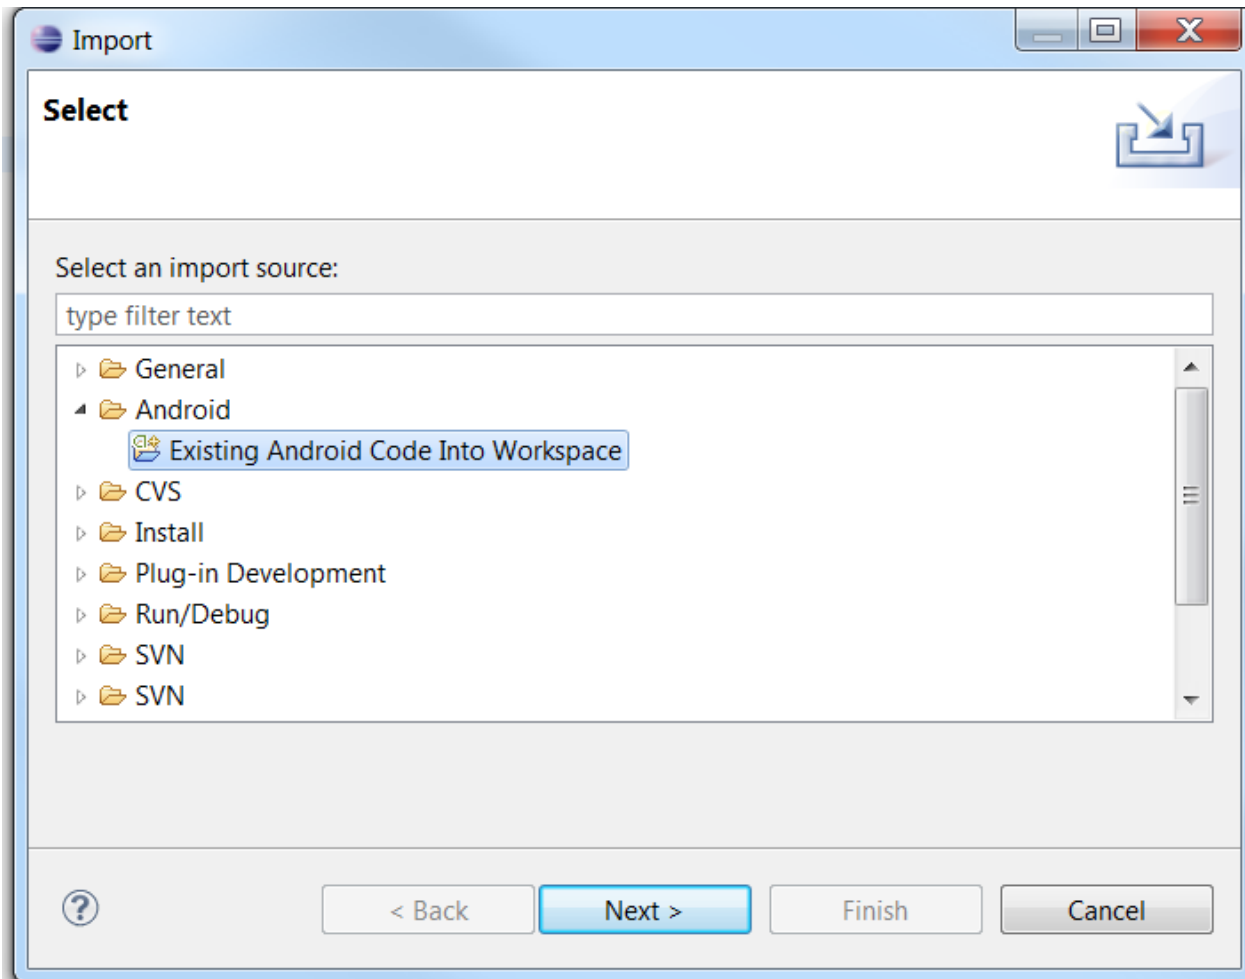 Import
Select
Select an import source:
type filter text
General
Android
Existing Android Code Into Workspace
CVS
Install
Plug-in Development
Run/Debug
SVN
SVN
? < Back Next > Finish Cancel